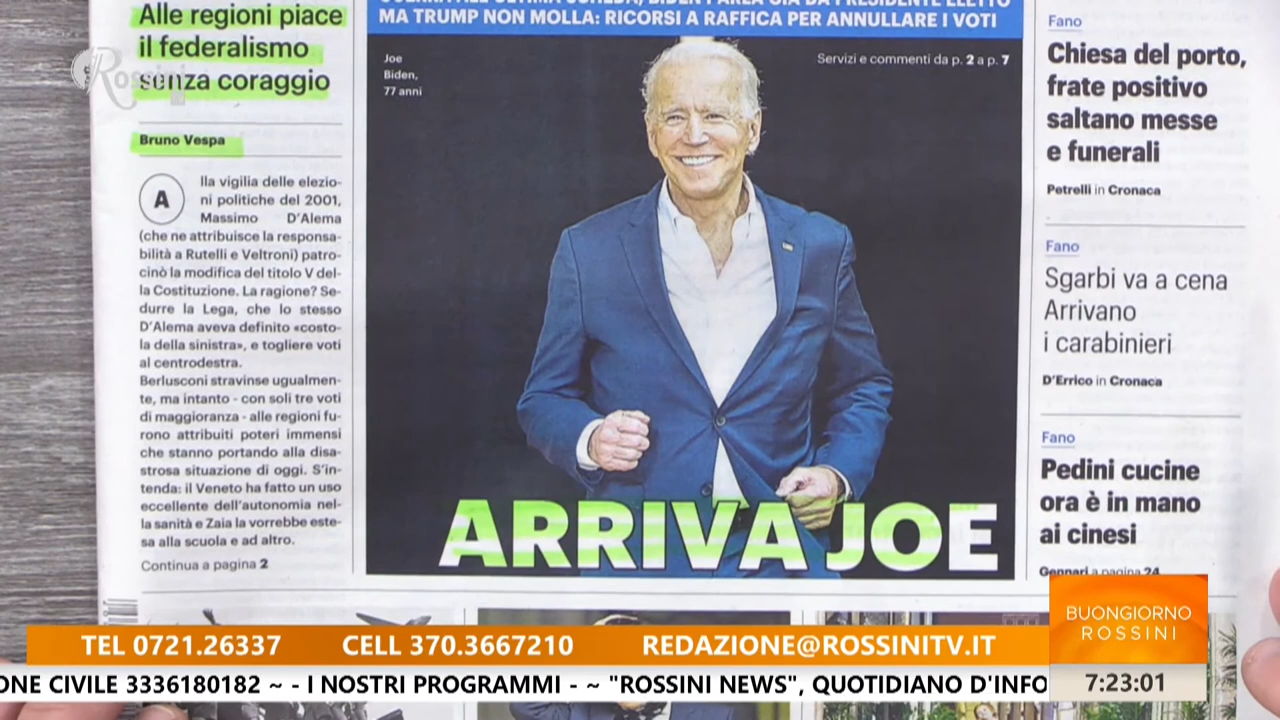 Alle regioni piace
il federalismo
senza coraggio
Rossini
Bruno Vespa
Alla vigilia delle elezio-
ni politiche del 2001,
Massimo D'Alema
(che ne attribuisce la responsa-
bilità a Rutelli e Veltroni) patro-
cinò la modifica del titolo V del-
la Costituzione. La ragione? Se-
durre la Lega, che lo stesso
D'Alema aveva definito «costo-
la della sinistra», e togliere voti
al centrodestra.
Berlusconi stravinse ugualmen-
te, ma intanto - con soli tre voti
di maggioranza - alle regioni fu-
rono attribuiti poteri immensi
che stanno portando alla disa-
strosa situazione di oggi. S'in-
tenda: il Veneto ha fatto un uso
eccellente dell'autonomia nel-
la sanità e Zaia la vorrebbe este-
sa alla scuola e ad altro.
Continua a pagina 2
MA TRUMP NON MOLLA: RICORSI A RAFFICA PER ANNULLARE I VOTI
Joe
Biden,
77 anni
Servizi e commenti da p. 2 a p. 7
ARRIVA JOE
Fano
Chiesa del porto,
frate positivo
saltano messe
e funerali
Petrelli in Cronaca
Fano
Sgarbi va a cena
Arrivano
i carabinieri
D'Errico in Cronaca
Fano
Pedini cucine
ora è in mano
ai cinesi
Gennari a pagina 24
TEL 0721.26337 CELL 370.3667210 REDAZIONE@ROSSINITV.IT
BUONGIORNO
ROSSINI
ONE CIVILE 3336180182 ~ - I NOSTRI PROGRAMMI - ~ "ROSSINI NEWS", QUOTIDIANO D'INFO
7:23:01